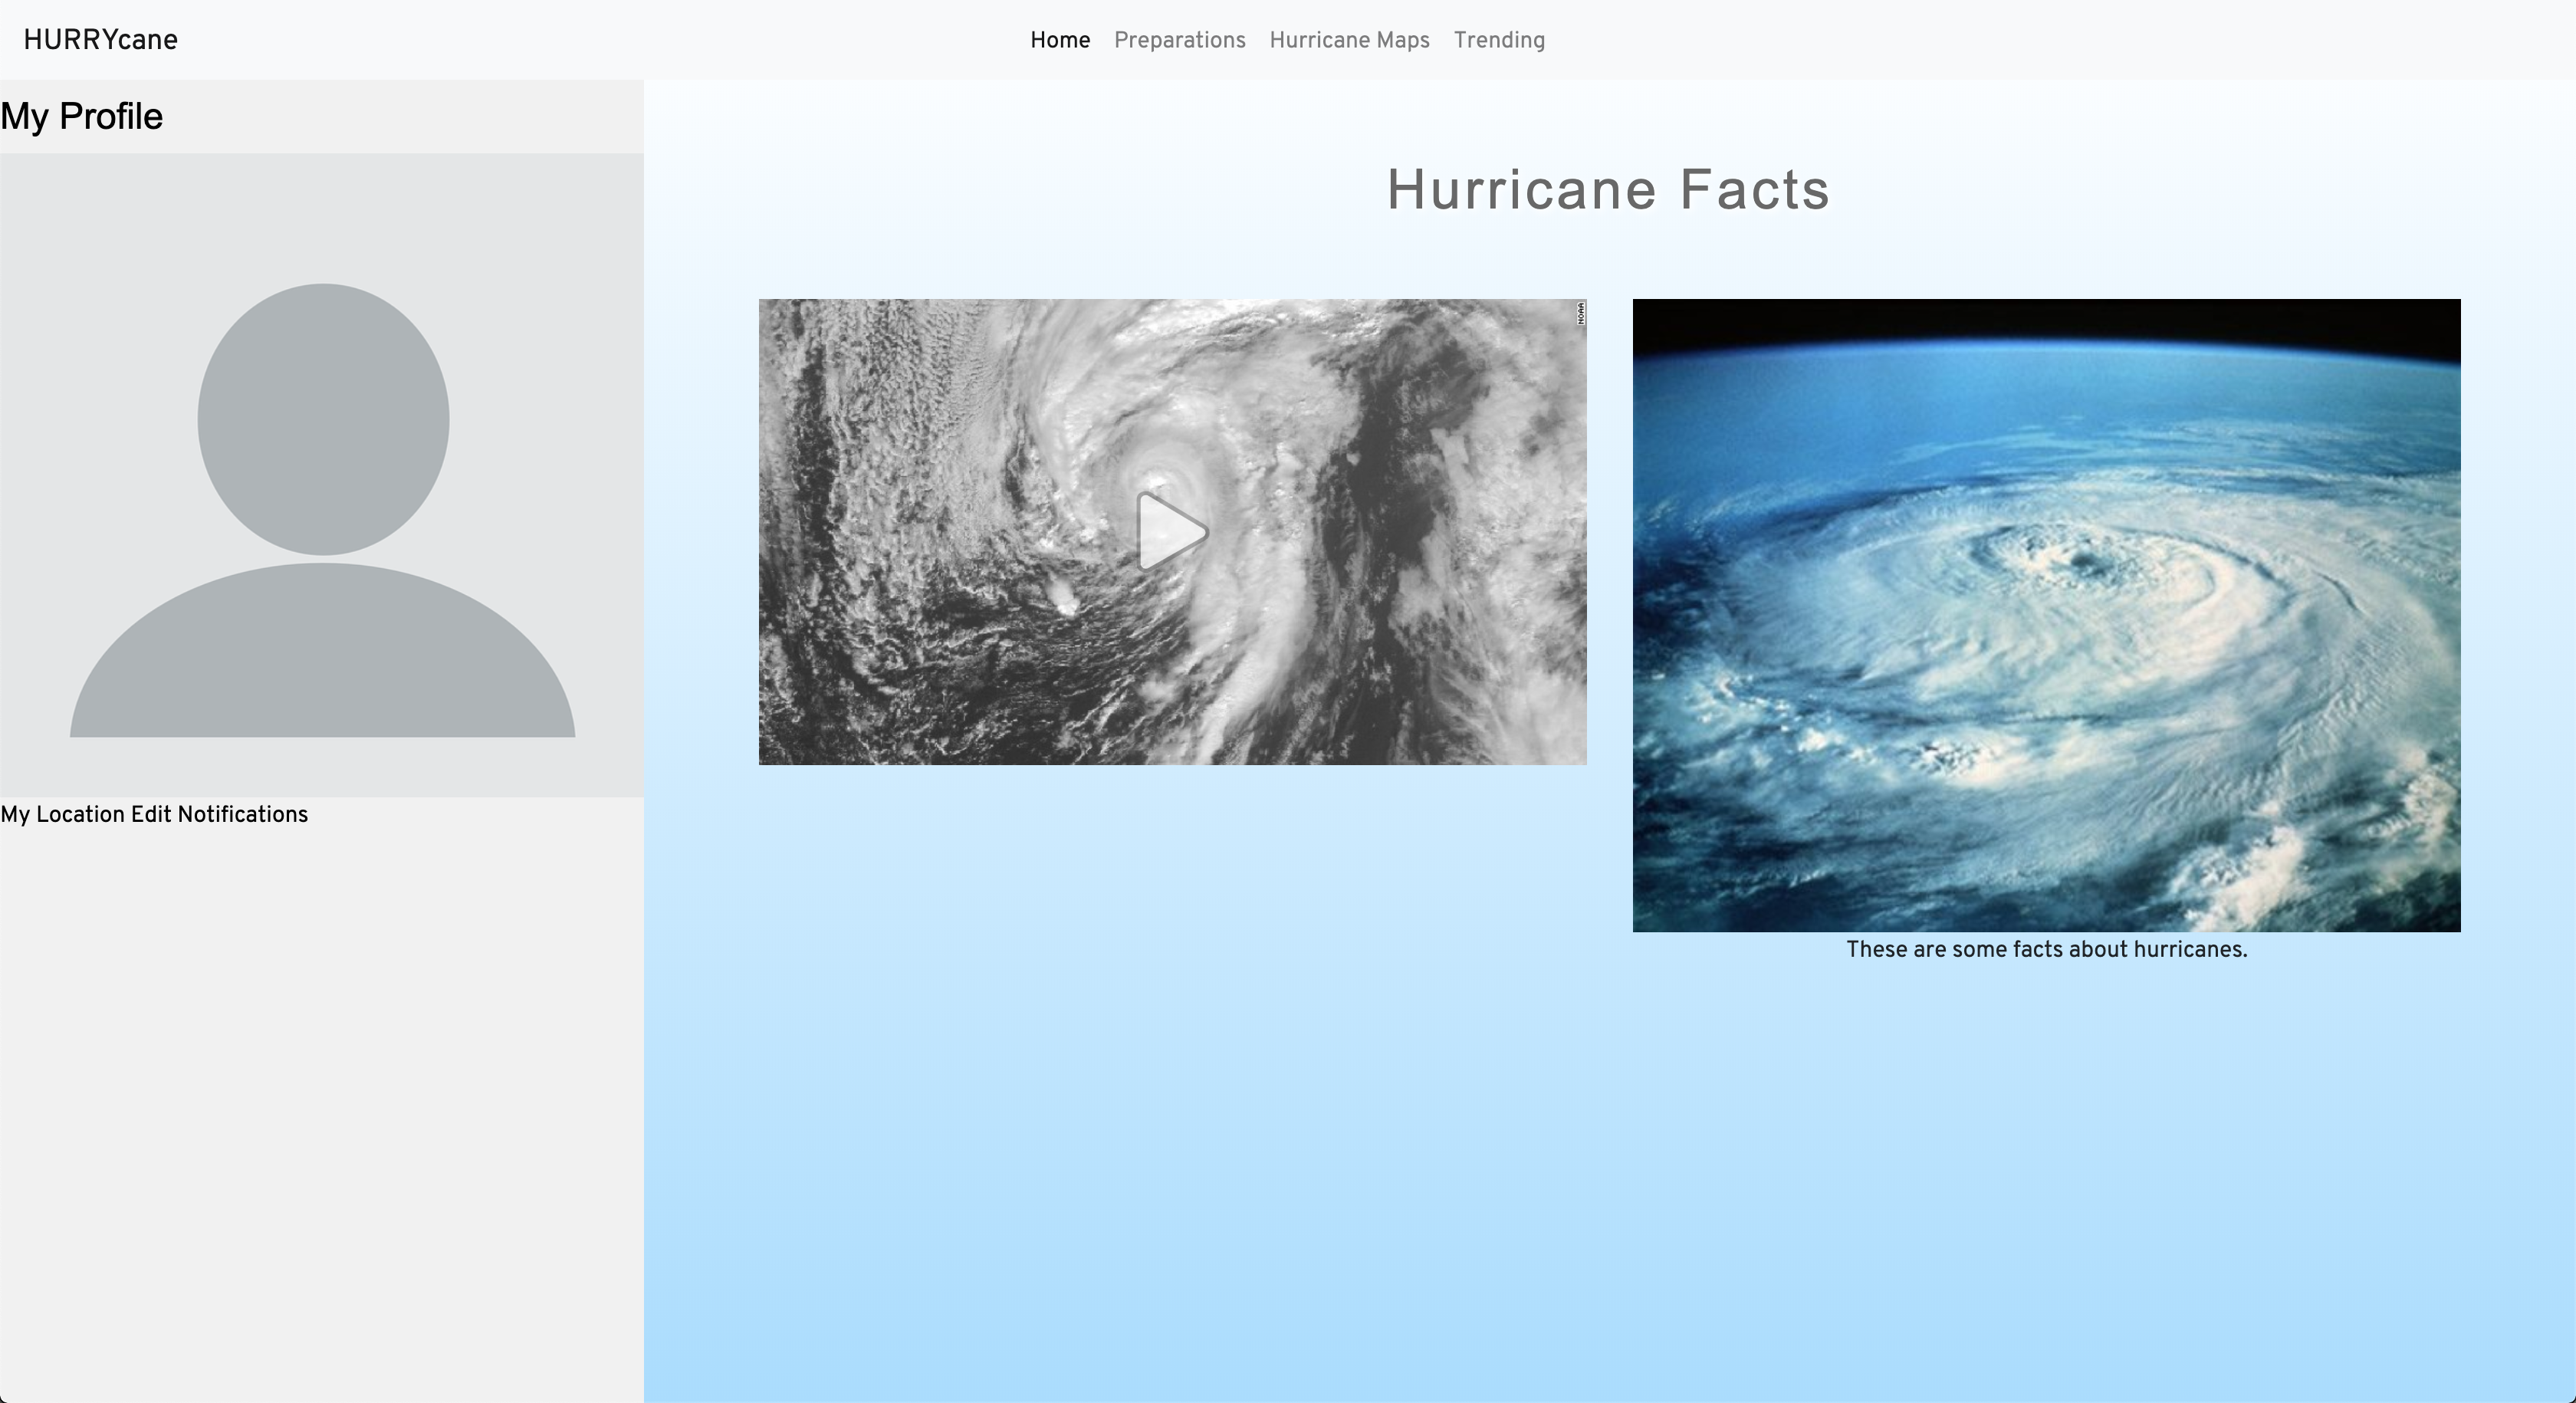 HURRYcane
Home Preparations Hurricane Maps Trending
My Profile
My Location Edit Notifications
Hurricane Facts
NOAA
These are some facts about hurricanes.